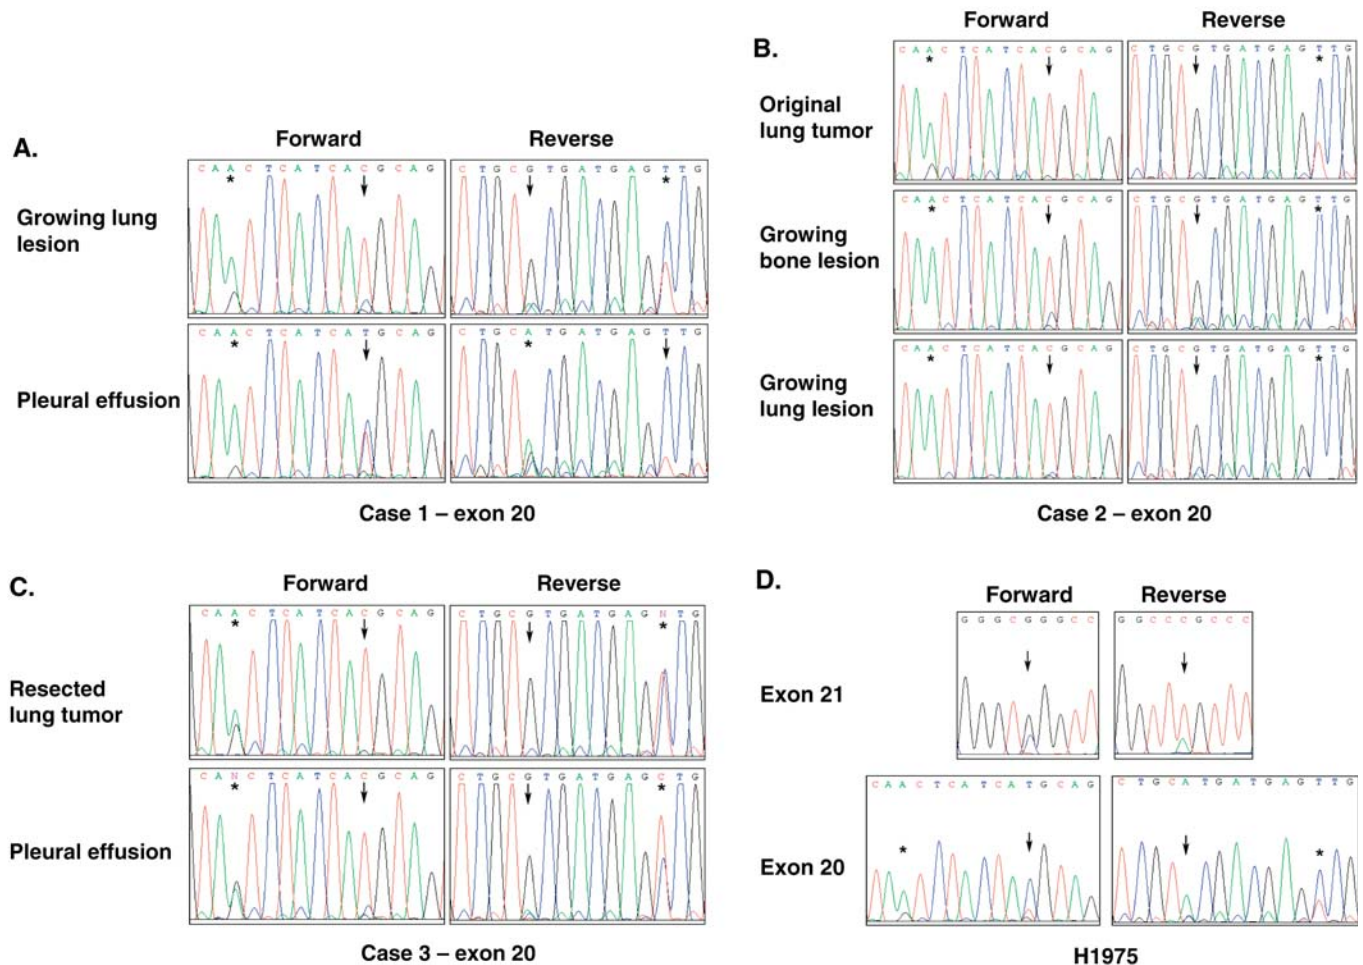 A.
Forward Reverse
Growing lung lesion
C A A C T C A T C A C G C A G
*
C T G C G T G A T G A G T T G
*
Pleural effusion
C A A C T C A T C A T G C A G
*
C T G C A T G A T G A G T T G
*
Case 1 – exon 20
B.
Forward Reverse
Original lung tumor
C A A C T C A T C A C G C A G
*
C T G C G T G A T G A G T T G
*
Growing bone lesion
C A A C T C A T C A C G C A G
*
C T G C G T G A T G A G T T G
*
Growing lung lesion
C A A C T C A T C A C G C A G
*
C T G C G T G A T G A G T T G
*
Case 2 – exon 20
C.
Forward Reverse
Resected lung tumor
C A A C T C A T C A C G C A G
*
C T G C G T G A T G A G N T G
*
Pleural effusion
C A N C T C A T C A C G C A G
*
C T G C G T G A T G A G C T G
*
Case 3 – exon 20
D.
Forward Reverse
Exon 21
G G G C G G G C C
G G C C C G C C C
Exon 20
C A A C T C A T C A T G C A G
*
C T G C A T G A T G A G T T G
*
H1975